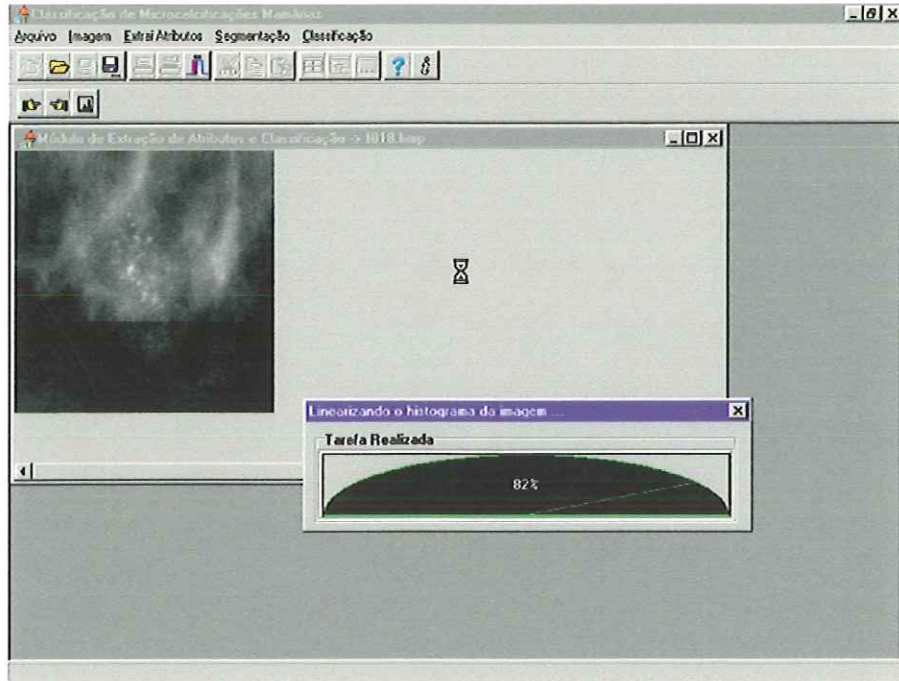 Classificação de Microcalcificações Mamárias
Arquivo Imagem Extrai Atributos Segmentação Classificação
Módulo de Extração de Atributos e Classificação -> 1018.bmp
Linearizando o histograma da imagem ...
Tarefa Realizada
82%